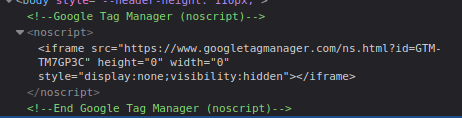 <body style="--header-height: 110px;">
<!--Google Tag Manager (noscript)-->
<noscript>
<iframe src="https://www.googletagmanager.com/ns.html?id=GTM-
TM7GP3C" height="0" width="0"
style="display:none;visibility:hidden"></iframe>
</noscript>
<!--End Google Tag Manager (noscript)-->